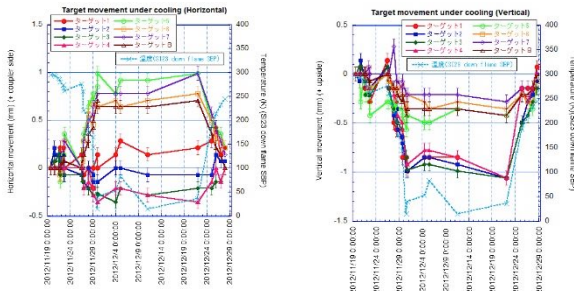 Target movement under cooling (Horizontal)
ターゲット1
ターゲット2
ターゲット3
ターゲット4
ターゲット5
ターゲット6
ターゲット7
ターゲット8
Horizontal movement (mm) (+ coupler side)
1.5
1
0.5
0
-0.5
400
350
300
250
200
150
100
50
0
2012/11/19 0:00:00
2012/11/24 0:00:00
2012/11/29 0:00:00
2012/12/4 0:00:00
2012/12/9 0:00:00
2012/12/14 0:00:00
2012/12/19 0:00:00
2012/12/24 0:00:00
2012/12/29 0:00:00
Target movement under cooling (Vertical)
ターゲット1
ターゲット2
ターゲット3
ターゲット4
ターゲット5
ターゲット6
ターゲット7
ターゲット8
Vertical movement (mm) (+ upside)
0.5
0
-0.5
-1
-1.5
400
350
300
250
200
150
100
50
0
2012/11/19 0:00:00
2012/11/24 0:00:00
2012/11/29 0:00:00
2012/12/4 0:00:00
2012/12/9 0:00:00
2012/12/14 0:00:00
2012/12/19 0:00:00
2012/12/24 0:00:00
2012/12/29 0:00:00